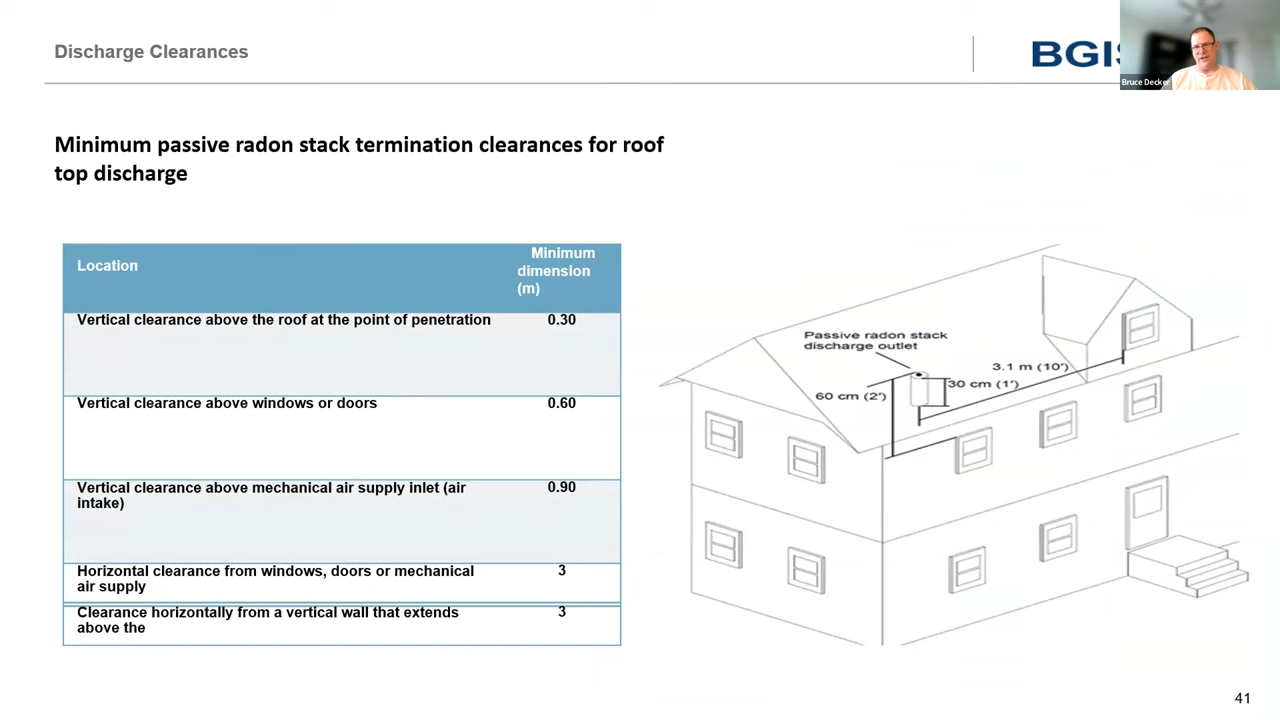 Discharge Clearances
BGIS
Bruce Decker
Minimum passive radon stack termination clearances for roof
top discharge
Location
Minimum
dimension
(m)
Vertical clearance above the roof at the point of penetration
0.30
Vertical clearance above windows or doors
0.60
Vertical clearance above mechanical air supply inlet (air
intake)
0.90
Horizontal clearance from windows, doors or mechanical
air supply
3
Clearance horizontally from a vertical wall that extends
above the
3
Passive radon stack
discharge outlet
3.1 m (10')
30 cm (1')
60 cm (2')
41